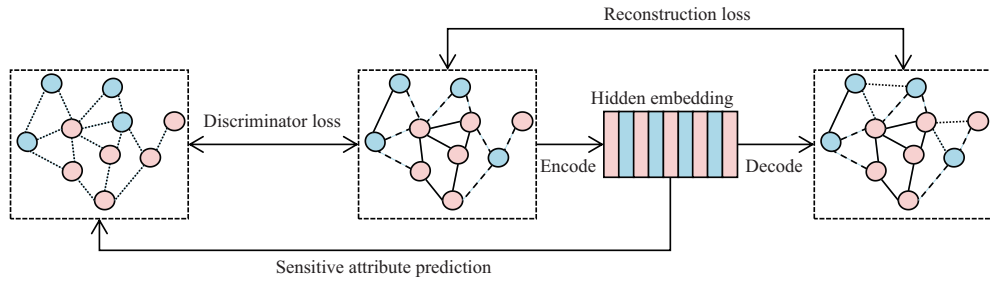 Reconstruction loss
Hidden embedding
Discriminator loss
Encode
Decode
Sensitive attribute prediction